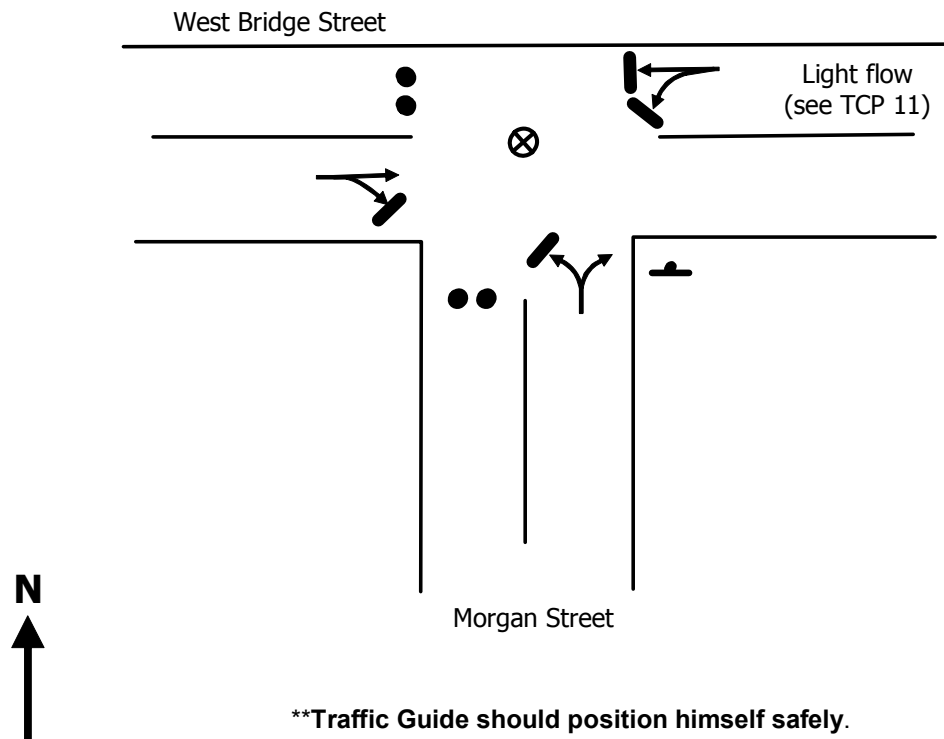 West Bridge Street
Light flow
(see TCP 11)
Morgan Street
N
**Traffic Guide should position himself safely.